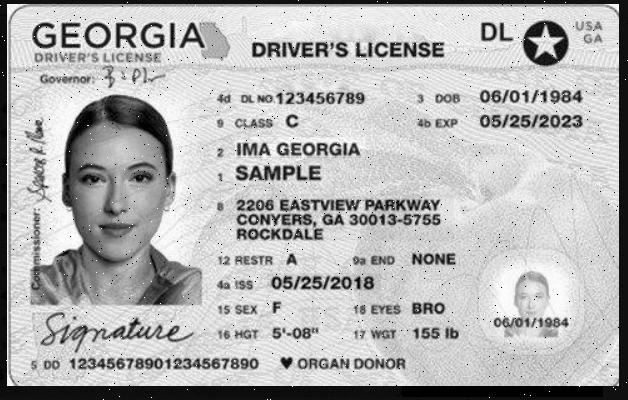 GEORGIA
DRIVER'S LICENSE
DRIVER'S LICENSE
DL
USA
GA
Governor:
4d DL NO. 123456789 3 DOB 06/01/1984
9 CLASS C 4b EXP 05/25/2023
2 IMA GEORGIA
1 SAMPLE
8 2206 EASTVIEW PARKWAY
CONYERS, GA 30013-5755
ROCKDALE
12 RESTR A 9a END NONE
4a ISS 05/25/2018
15 SEX F 18 EYES BRO
16 HGT 5'-08" 17 WGT 155 lb
Commissioner:
06/01/1984
Signature
5 DD 12345678901234567890 ♥ ORGAN DONOR